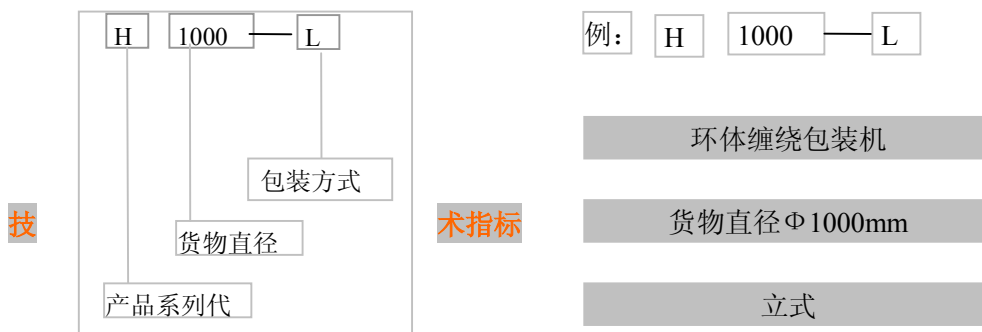 H 1000 L
包装方式
货物直径
产品系列代
技术指标
例： H 1000 L
环体缠绕包装机
货物直径Φ1000mm
立式